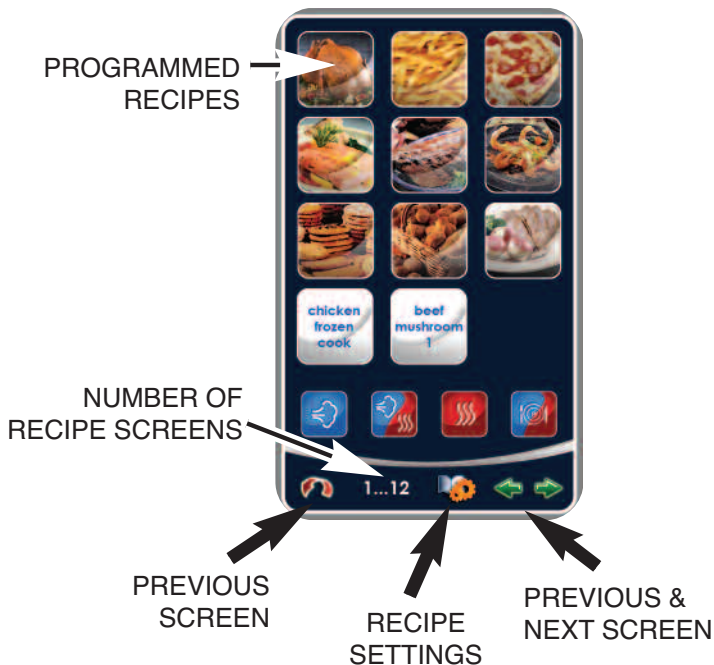 PROGRAMMED
RECIPES
chicken
frozen
cook
beef
mushroom
1
NUMBER OF
RECIPE SCREENS
1...12
PREVIOUS
SCREEN
RECIPE
SETTINGS
PREVIOUS &
NEXT SCREEN